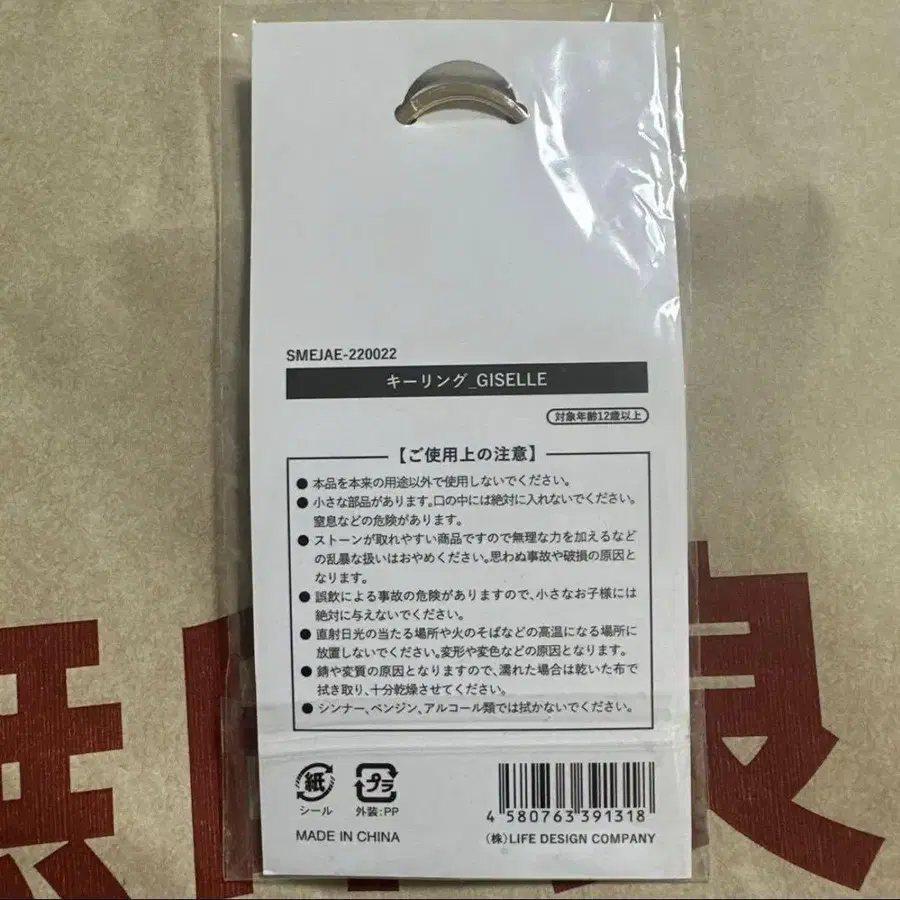 SMEJAE-220022
キーリング_GISELLE
対象年齢12歳以上
【ご使用上の注意】
● 本品を本来の用途以外で使用しないでください。
● 小さな部品があります。口の中には絶対に入れないでください。
窒息などの危険があります。
● ストーンが取れやすい商品ですので無理な力を加えるなど
の乱暴な扱いはおやめください。思わぬ事故や破損の原因と
なります。
● 誤飲による事故の危険がありますので、小さなお子様には
絶対に与えないでください。
● 直射日光の当たる場所や火のそばなどの高温になる場所に
放置しないでください。変形や変色などの原因となります。
● 錆や変質の原因となりますので、濡れた場合は乾いた布で
拭き取り、十分乾燥させてください。
● シンナー、ベンジン、アルコール類では拭かないでください。
紙 プラ
シール 外装:PP
MADE IN CHINA
4 580763 391318
(株)LIFE DESIGN COMPANY
無印良